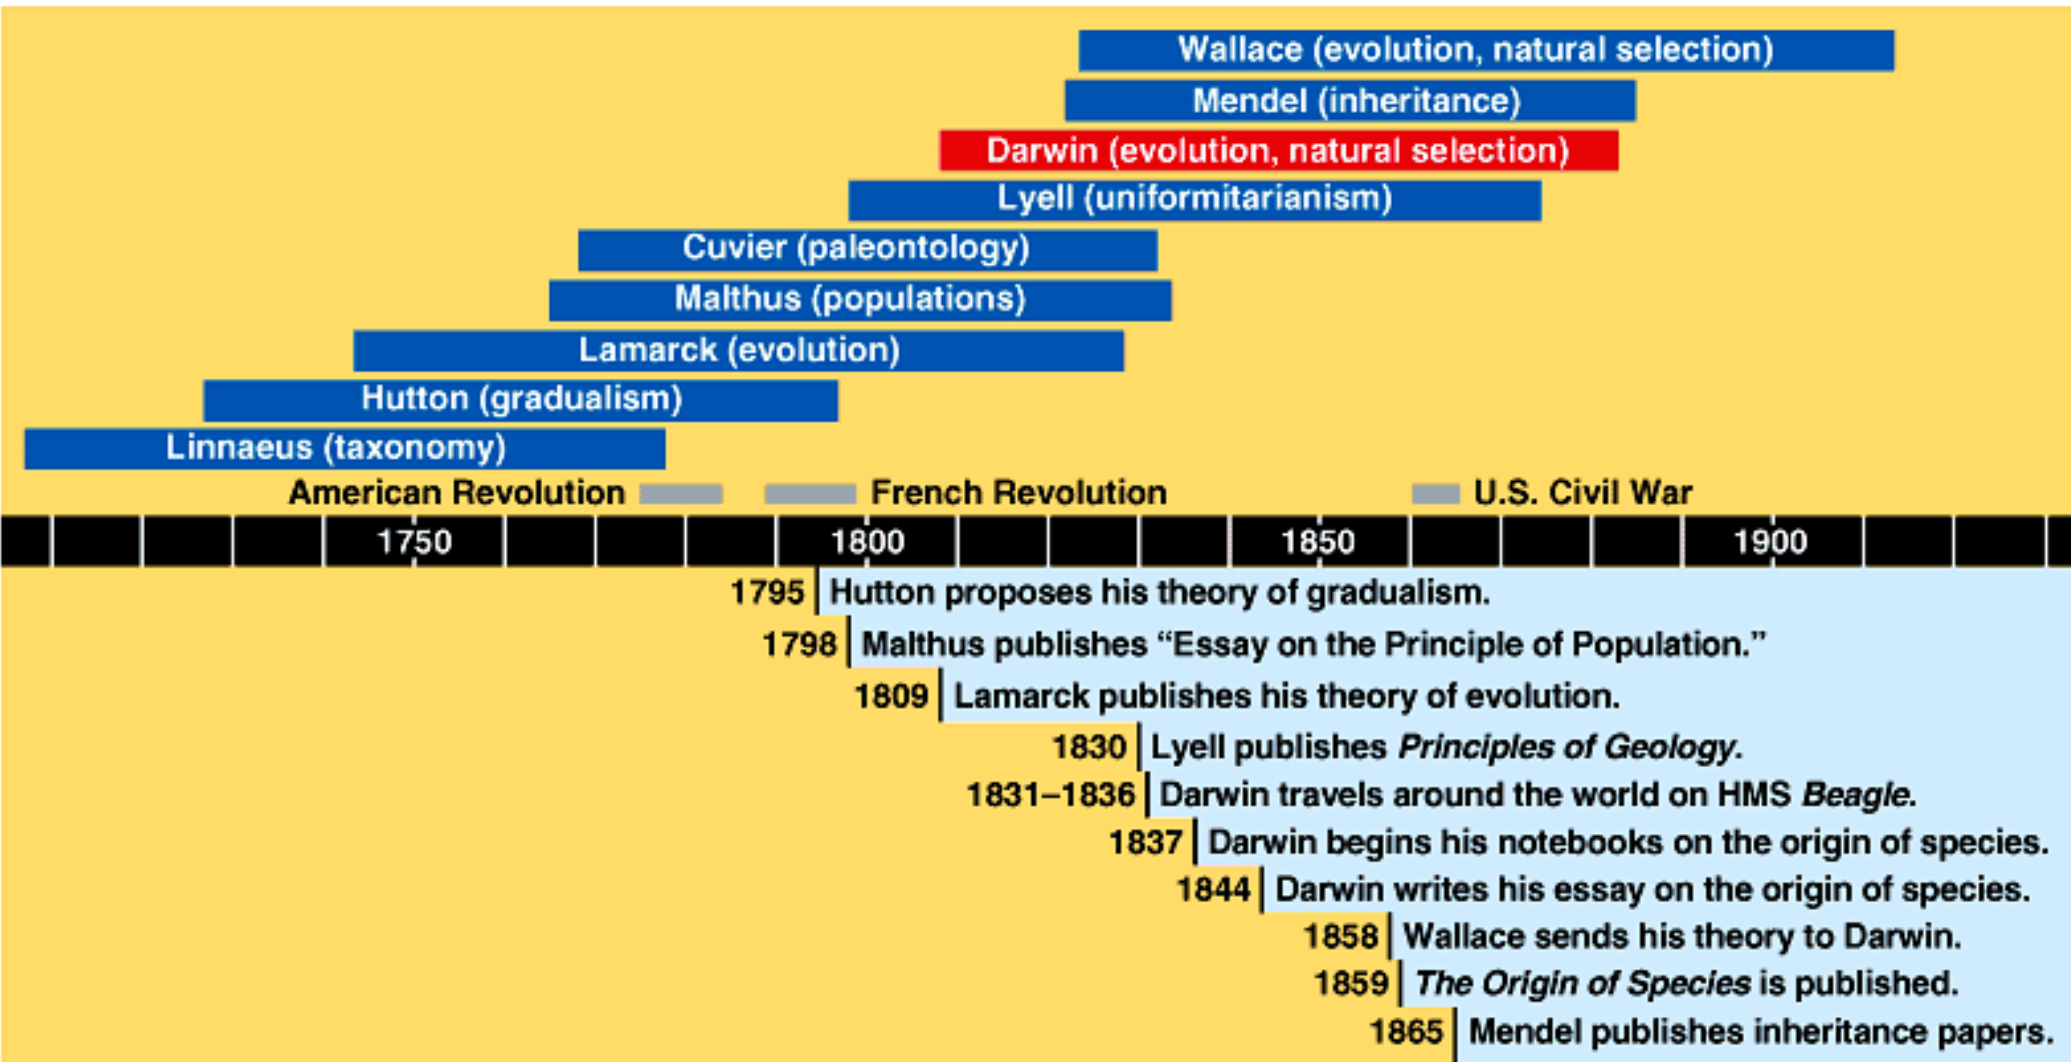 Wallace (evolution, natural selection)
Mendel (inheritance)
Darwin (evolution, natural selection)
Lyell (uniformitarianism)
Cuvier (paleontology)
Malthus (populations)
Lamarck (evolution)
Hutton (gradualism)
Linnaeus (taxonomy)
American Revolution French Revolution U.S. Civil War
1750 1800 1850 1900
1795 Hutton proposes his theory of gradualism.
1798 Malthus publishes “Essay on the Principle of Population.”
1809 Lamarck publishes his theory of evolution.
1830 Lyell publishes Principles of Geology.
1831–1836 Darwin travels around the world on HMS Beagle.
1837 Darwin begins his notebooks on the origin of species.
1844 Darwin writes his essay on the origin of species.
1858 Wallace sends his theory to Darwin.
1859 The Origin of Species is published.
1865 Mendel publishes inheritance papers.